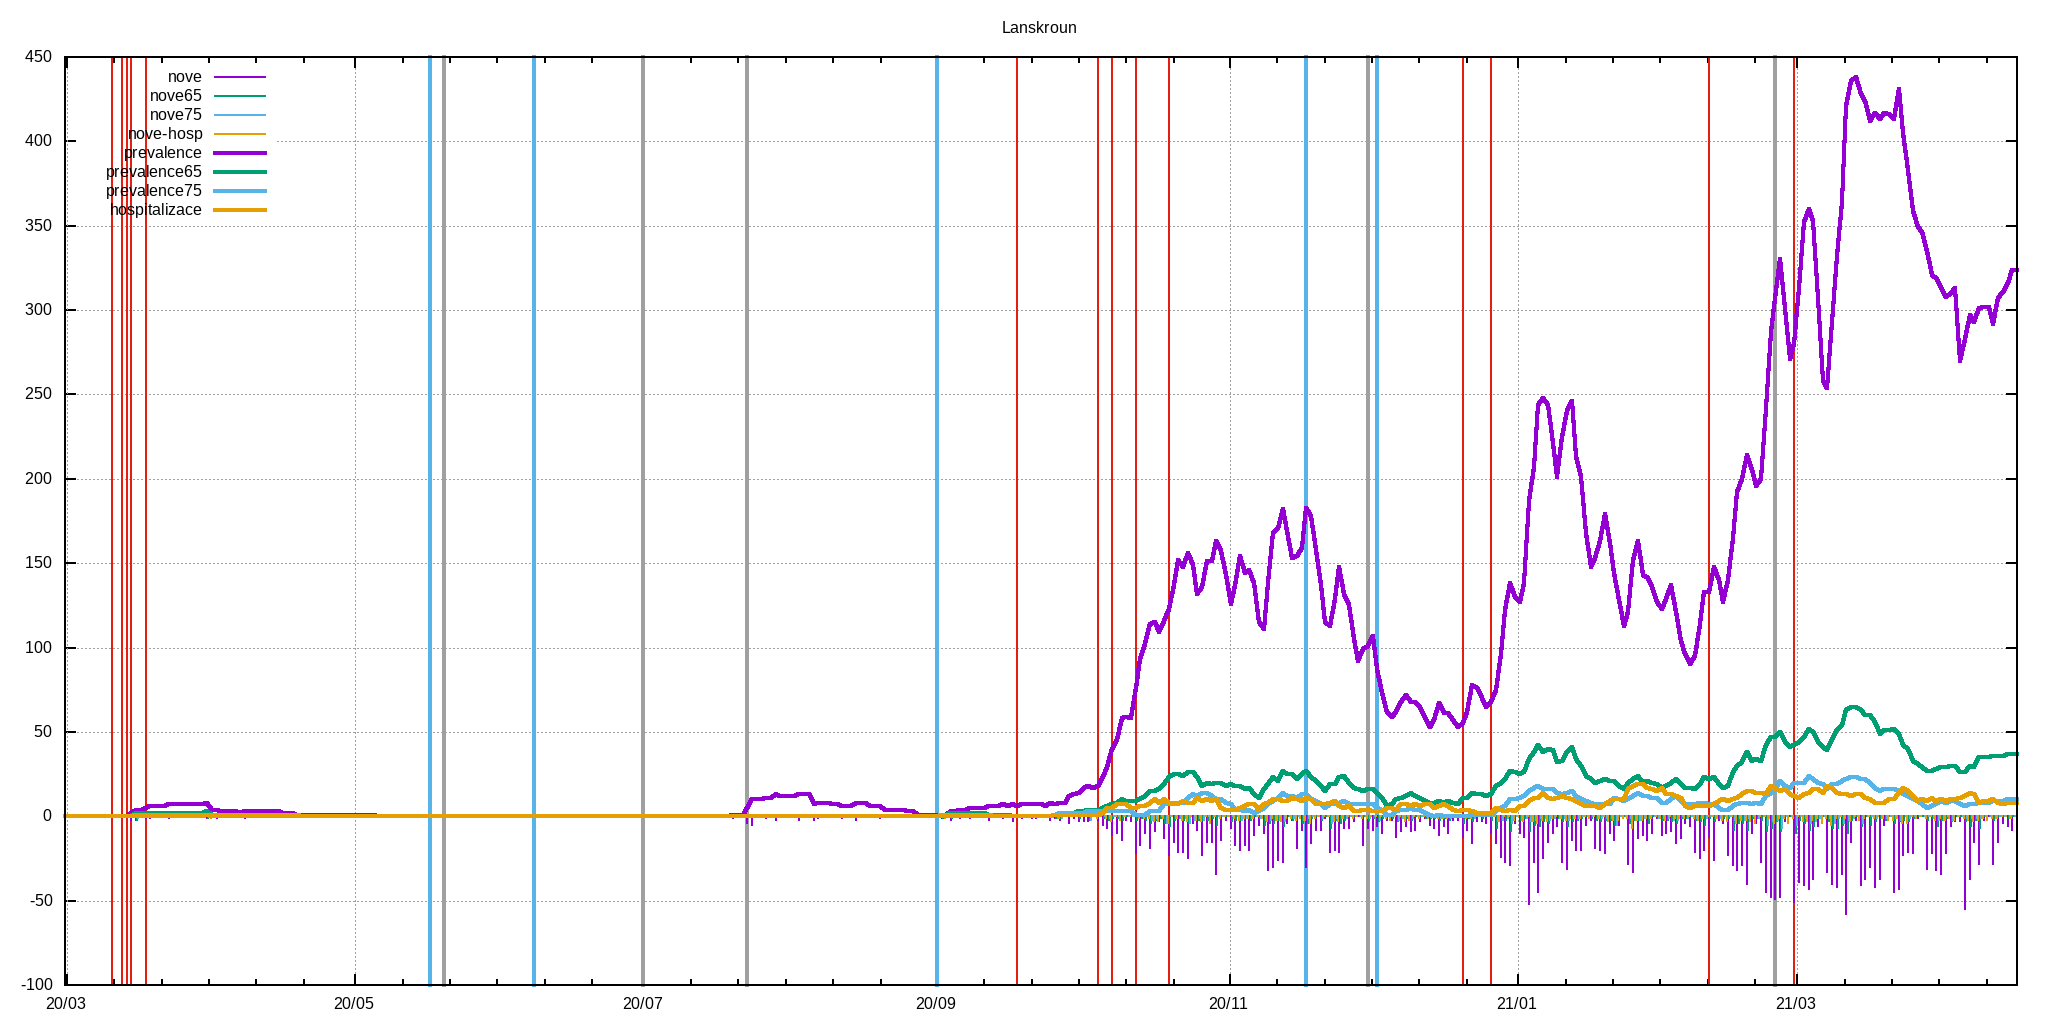 Lanskroun
450
400
350
300
250
200
150
100
50
0
-50
-100
nove
nove65
nove75
nove-hosp
prevalence
prevalence65
prevalence75
hospitalizace
20/03 20/05 20/07 20/09 20/11 21/01 21/03